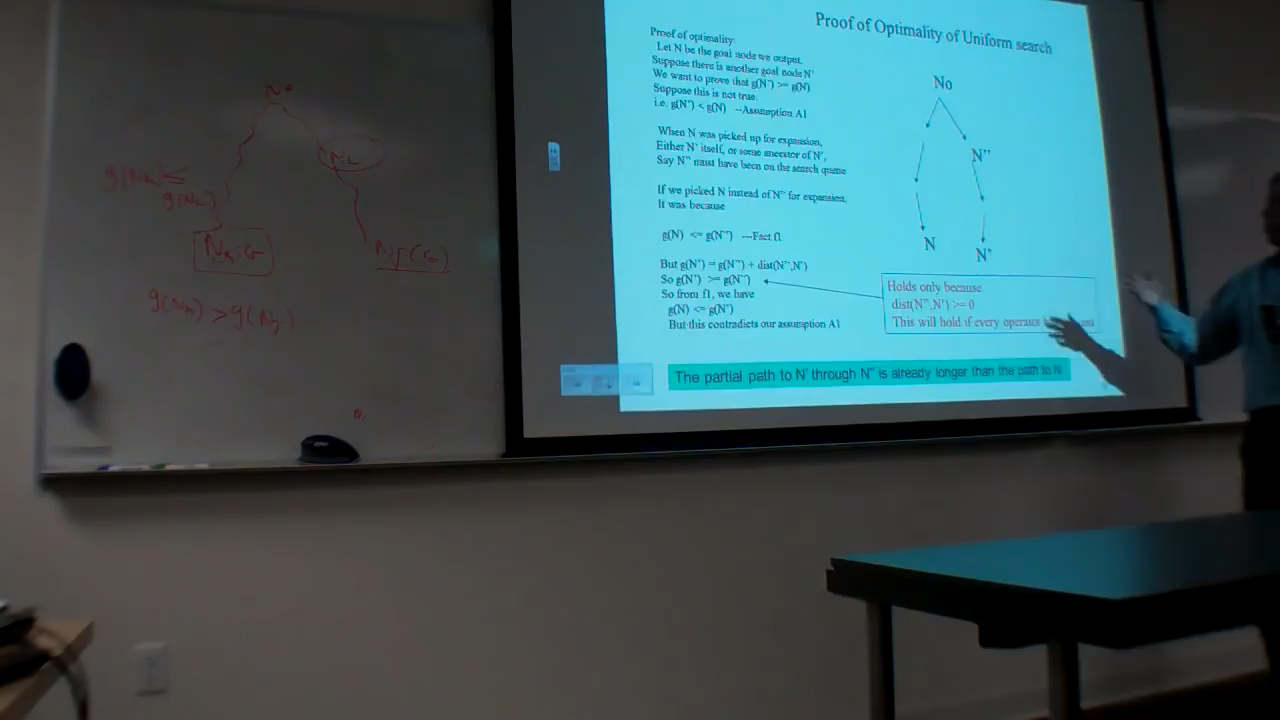 Proof of Optimality of Uniform search
Proof of optimality:
Let N be the goal node we output.
Suppose there is another goal node N'
We want to prove that g(N') >= g(N)
Suppose this is not true.
i.e. g(N') < g(N) --Assumption A1
When N was picked up for expansion,
Either N' itself, or some ancestor of N',
Say N'' must have been on the search queue
If we picked N instead of N'' for expansion,
It was because
g(N) <= g(N'') ---Fact f1
But g(N') = g(N'') + dist(N'',N')
So g(N') >= g(N'')
So from f1, we have
g(N) <= g(N')
But this contradicts our assumption A1
No
N''
N
N'
Holds only because
dist(N'',N') >= 0
This will hold if every operator
The partial path to N' through N'' is already longer than the path to N.
NL
g(NL)
NK:G
NJ(G)